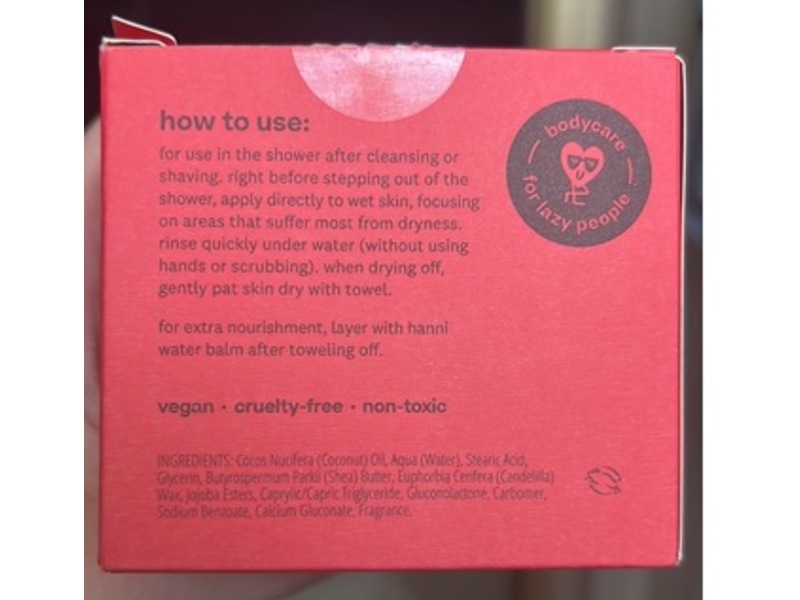 how to use:
for use in the shower after cleansing or
shaving. right before stepping out of the
shower, apply directly to wet skin, focusing
on areas that suffer most from dryness.
rinse quickly under water (without using
hands or scrubbing). when drying off,
gently pat skin dry with towel.
for extra nourishment, layer with hanni
water balm after toweling off.
vegan · cruelty-free · non-toxic
INGREDIENTS: Cocos Nucifera (Coconut) Oil, Aqua (Water), Stearic Acid,
Glycerin, Butyrospermum Parkii (Shea) Butter, Euphorbia Cerifera (Candelilla)
Wax, Jojoba Esters, Caprylic/Capric Triglyceride, Gluconolactone, Carbomer,
Sodium Benzoate, Calcium Gluconate, Fragrance.
bodycare
for lazy people